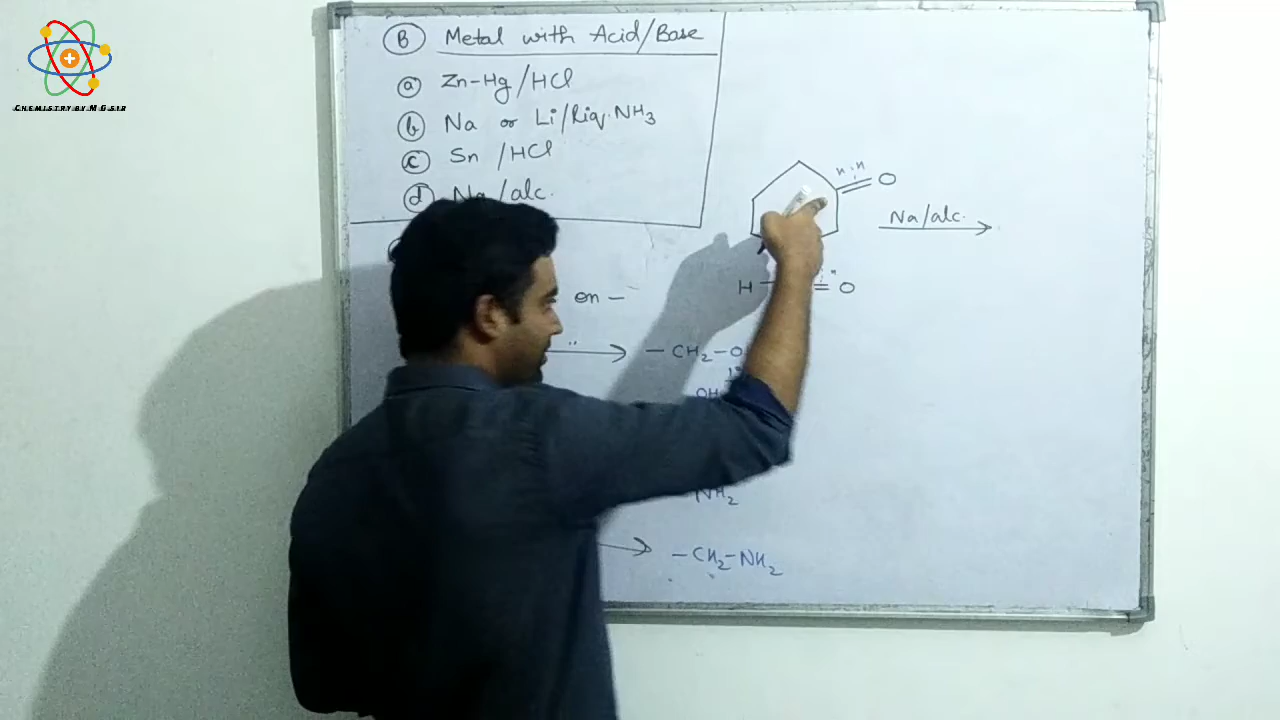 CHEMISTRY BY M G SIR
B Metal with Acid/Base
a Zn-Hg/HCl
b Na or Li/Liq. NH3
c Sn /HCl
d Na/alc.
H H
O
Na/alc.
on —
H = O
— CH2-O
1°
OH
NH2
— CH2-NH2